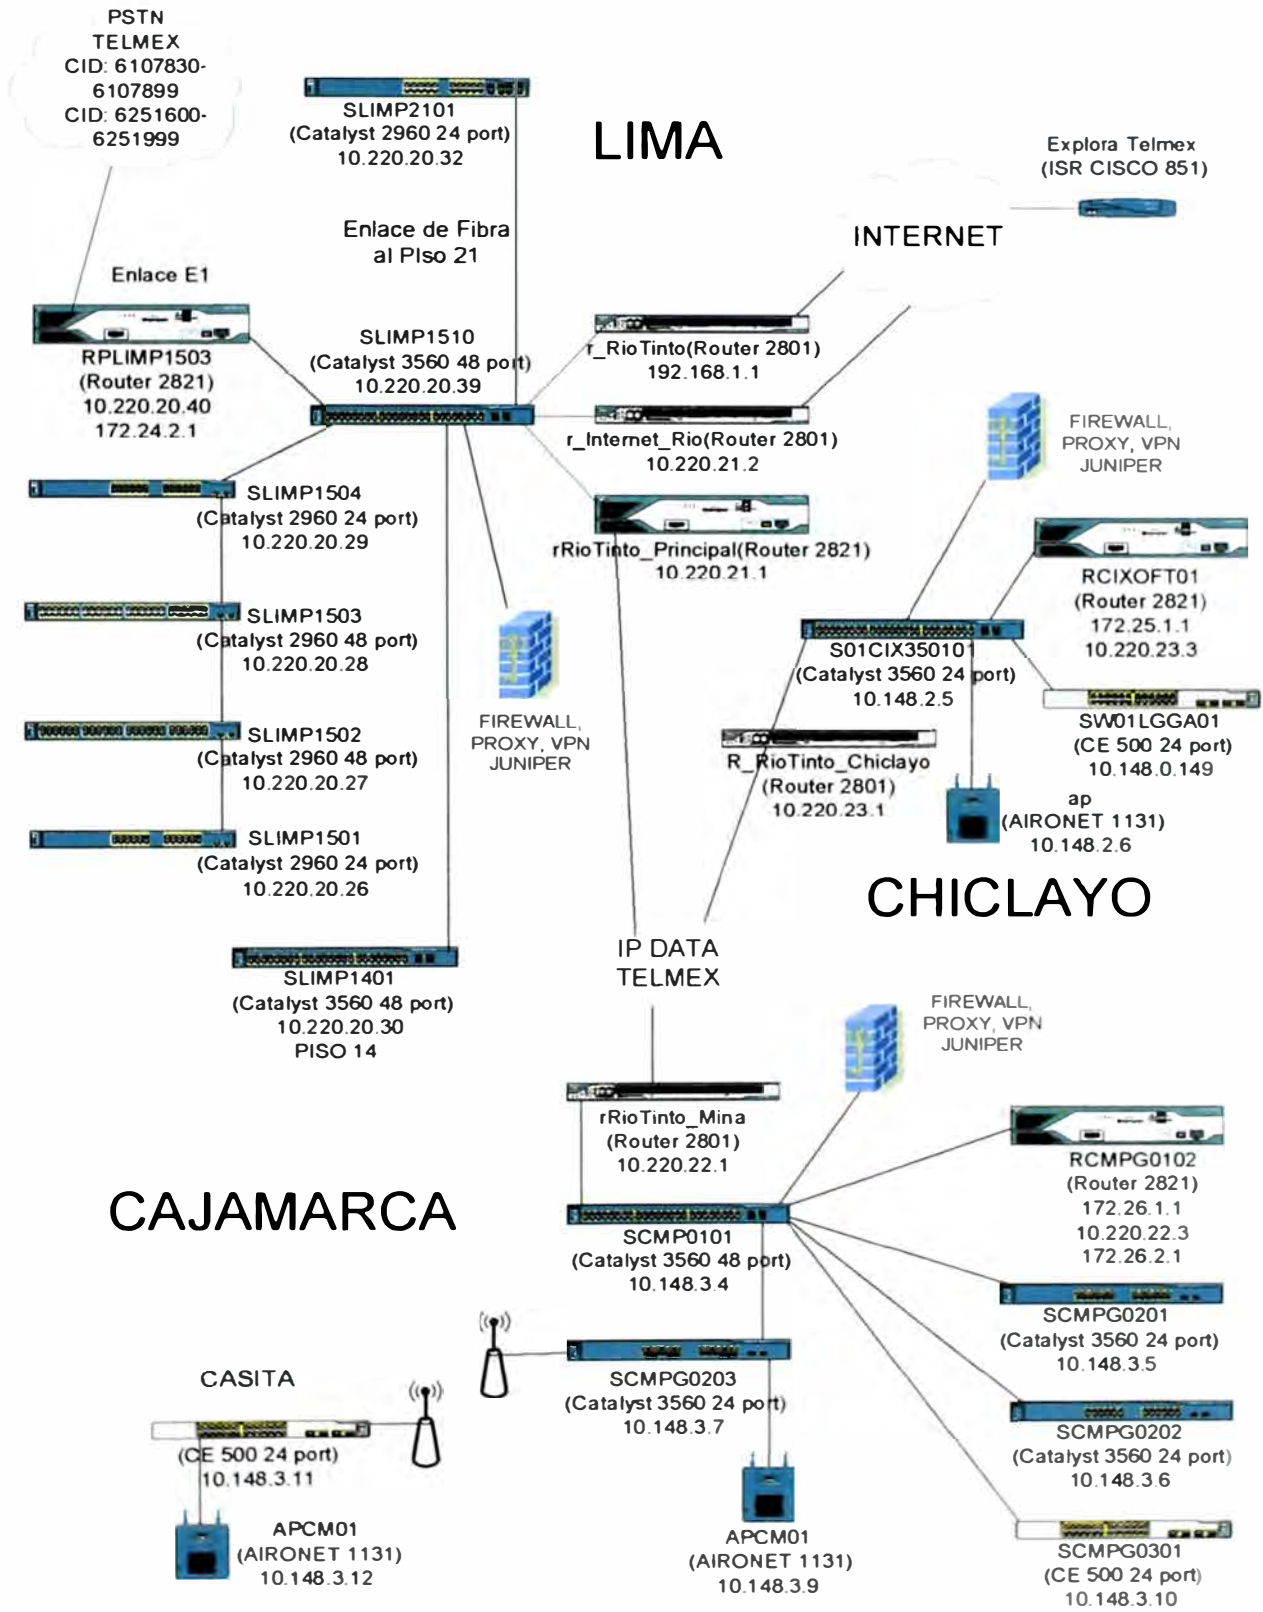 PSTN
TELMEX
CID: 6107830-
6107899
CID: 6251600-
6251999
SLIMP2101
(Catalyst 2960 24 port)
10.220.20.32
LIMA
Explora Telmex
(ISR CISCO 851)
Enlace de Fibra
al PIso 21
INTERNET
Enlace E1
RPLIMP1503
(Router 2821)
10.220.20.40
172.24.2.1
SLIMP1510
(Catalyst 3560 48 port)
10.220.20.39
r_RioTinto(Router 2801)
192.168.1.1
r_Internet_Rio(Router 2801)
10.220.21.2
rRioTinto_Principal(Router 2821)
10.220.21.1
FIREWALL,
PROXY, VPN
JUNIPER
SLIMP1504
(Catalyst 2960 24 port)
10.220.20.29
SLIMP1503
(Catalyst 2960 48 port)
10.220.20.28
SLIMP1502
(Catalyst 2960 48 port)
10.220.20.27
SLIMP1501
(Catalyst 2960 24 port)
10.220.20.26
FIREWALL,
PROXY, VPN
JUNIPER
RCIXOFT01
(Router 2821)
172.25.1.1
10.220.23.3
S01CIX350101
(Catalyst 3560 24 port)
10.148.2.5
SW01LGGA01
(CE 500 24 port)
10.148.0.149
R_RioTinto_Chiclayo
(Router 2801)
10.220.23.1
ap
(AIRONET 1131)
10.148.2.6
CHICLAYO
SLIMP1401
(Catalyst 3560 48 port)
10.220.20.30
PISO 14
IP DATA
TELMEX
FIREWALL,
PROXY, VPN
JUNIPER
rRioTinto_Mina
(Router 2801)
10.220.22.1
RCMPG0102
(Router 2821)
172.26.1.1
10.220.22.3
172.26.2.1
CAJAMARCA
SCMP0101
(Catalyst 3560 48 port)
10.148.3.4
SCMPG0201
(Catalyst 3560 24 port)
10.148.3.5
CASITA
SCMPG0203
(Catalyst 3560 24 port)
10.148.3.7
SCMPG0202
(Catalyst 3560 24 port)
10.148.3.6
(CE 500 24 port)
10.148.3.11
APCM01
(AIRONET 1131)
10.148.3.12
APCM01
(AIRONET 1131)
10.148.3.9
SCMPG0301
(CE 500 24 port)
10.148.3.10